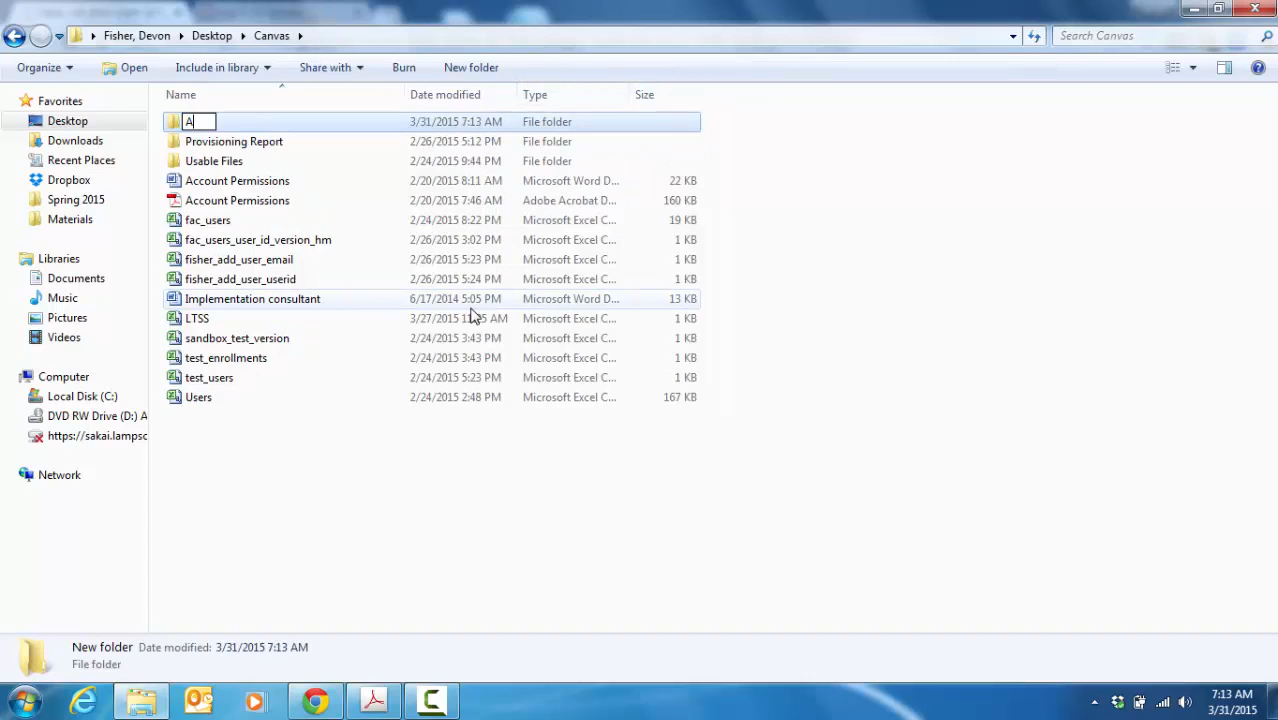 Fisher, Devon Desktop Canvas Search Canvas
Organize Open Include in library Share with Burn New folder
Name Date modified Type Size
Favorites
Desktop
Downloads
Recent Places
Dropbox
Spring 2015
Materials
Libraries
Documents
Music
Pictures
Videos
Computer
Local Disk (C:)
DVD RW Drive (D:) A
https://sakai.lampsc
Network
A 3/31/2015 7:13 AM File folder
Provisioning Report 2/26/2015 5:12 PM File folder
Usable Files 2/24/2015 9:44 PM File folder
Account Permissions 2/20/2015 8:11 AM Microsoft Word D... 22 KB
Account Permissions 2/20/2015 7:46 AM Adobe Acrobat D... 160 KB
fac_users 2/24/2015 8:22 PM Microsoft Excel C... 19 KB
fac_users_user_id_version_hm 2/26/2015 3:02 PM Microsoft Excel C... 1 KB
fisher_add_user_email 2/26/2015 5:23 PM Microsoft Excel C... 1 KB
fisher_add_user_userid 2/26/2015 5:24 PM Microsoft Excel C... 1 KB
Implementation consultant 6/17/2014 5:05 PM Microsoft Word D... 13 KB
LTSS 3/27/2015 AM Microsoft Excel C... 1 KB
sandbox_test_version 2/24/2015 3:43 PM Microsoft Excel C... 1 KB
test_enrollments 2/24/2015 3:43 PM Microsoft Excel C... 1 KB
test_users 2/24/2015 5:23 PM Microsoft Excel C... 1 KB
Users 2/24/2015 2:48 PM Microsoft Excel C... 167 KB
New folder Date modified: 3/31/2015 7:13 AM
File folder
7:13 AM
3/31/2015